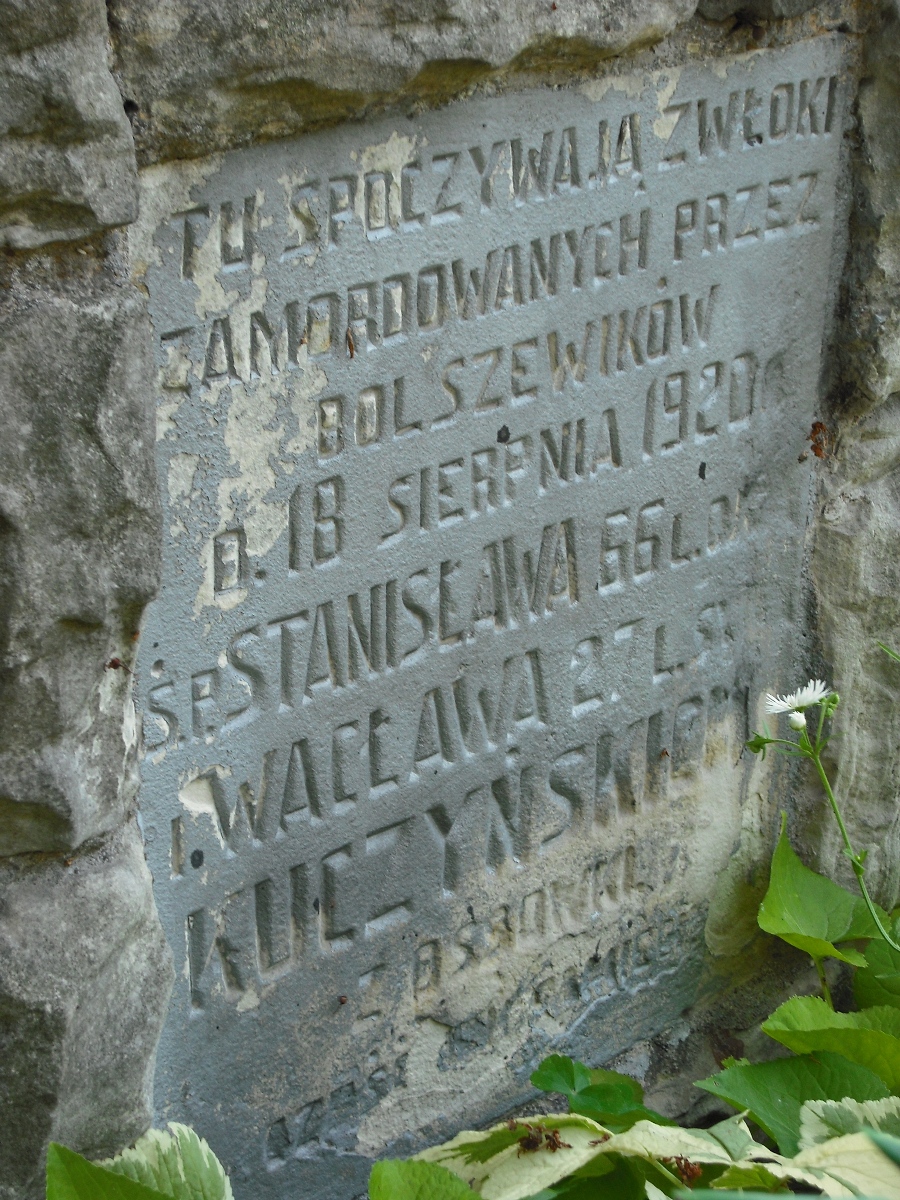 TU SPOCZYWAJĄ ZWŁOKI
ZAMORDOWANYCH PRZEZ
BOLSZEWIKÓW
D. 18 SIERPNIA 1920
Ś.P. STANISŁAWA 66 L.
I. WACŁAWA 27 L.
KUCZYŃSKICH
Z